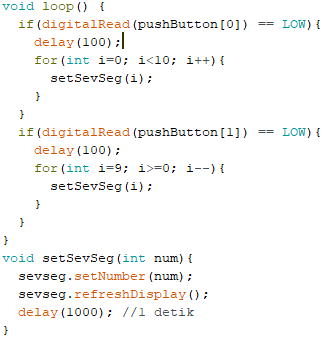 void loop() {
  if(digitalRead(pushButton[0]) == LOW){
    delay(100);
    for(int i=0; i<10; i++){
      setSevSeg(i);
    }
  }
  if(digitalRead(pushButton[1]) == LOW){
    delay(100);
    for(int i=9; i>=0; i--){
      setSevSeg(i);
    }
  }
}
void setSevSeg(int num){
  sevseg.setNumber(num);
  sevseg.refreshDisplay();
  delay(1000); //1 detik
}